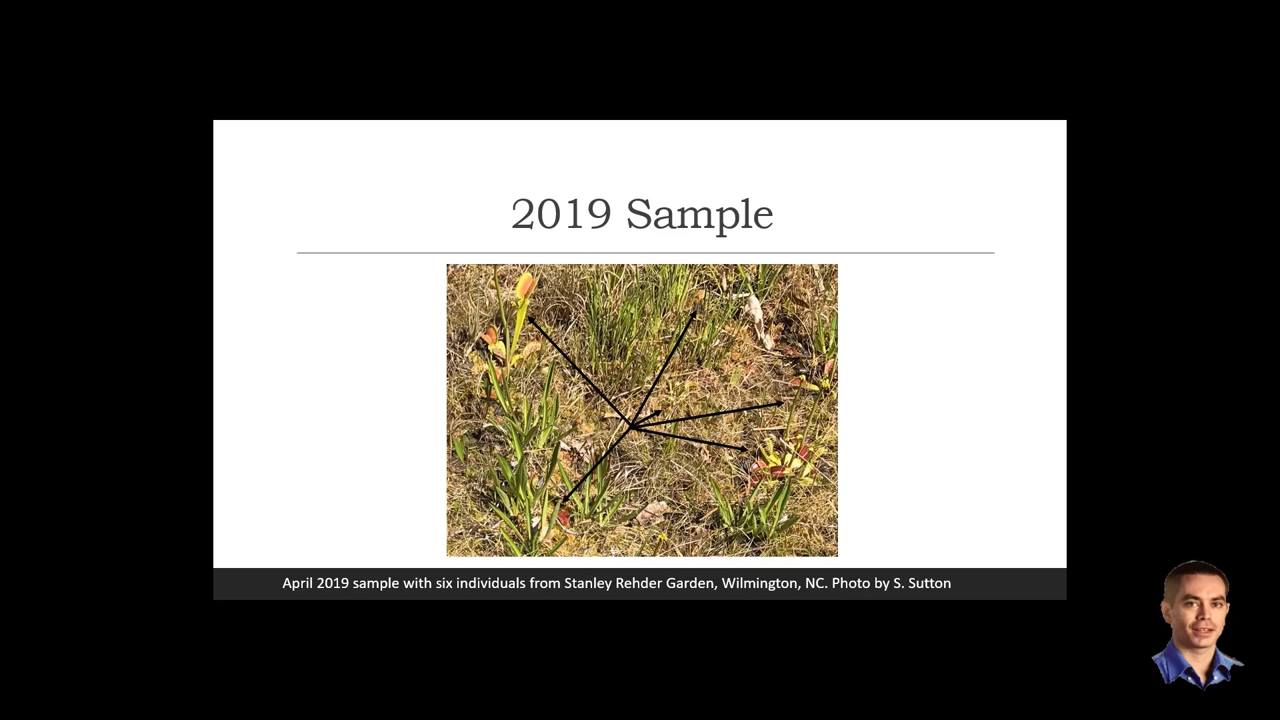 2019 Sample
April 2019 sample with six individuals from Stanley Rehder Garden, Wilmington, NC. Photo by S. Sutton